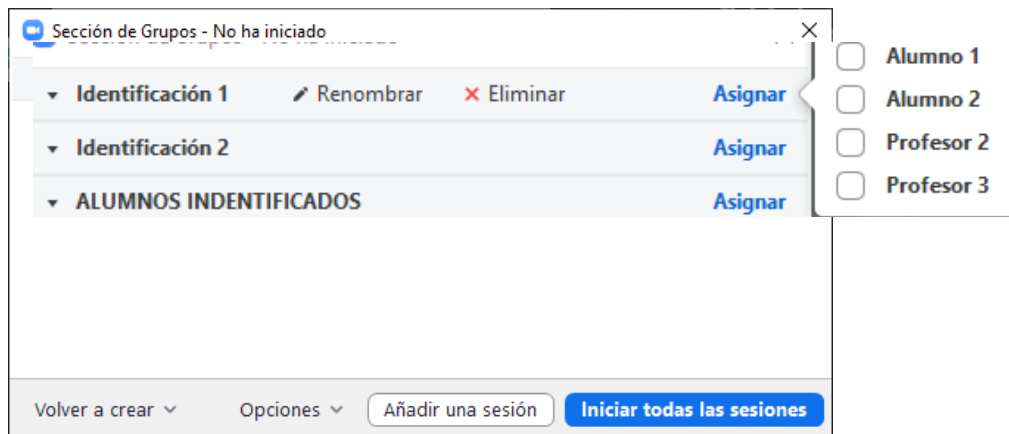 Sección de Grupos - No ha iniciado
Identificación 1 Renombrar Eliminar Asignar
Identificación 2 Asignar
ALUMNOS INDENTIFICADOS Asignar
Alumno 1
Alumno 2
Profesor 2
Profesor 3
Volver a crear Opciones Añadir una sesión Iniciar todas las sesiones